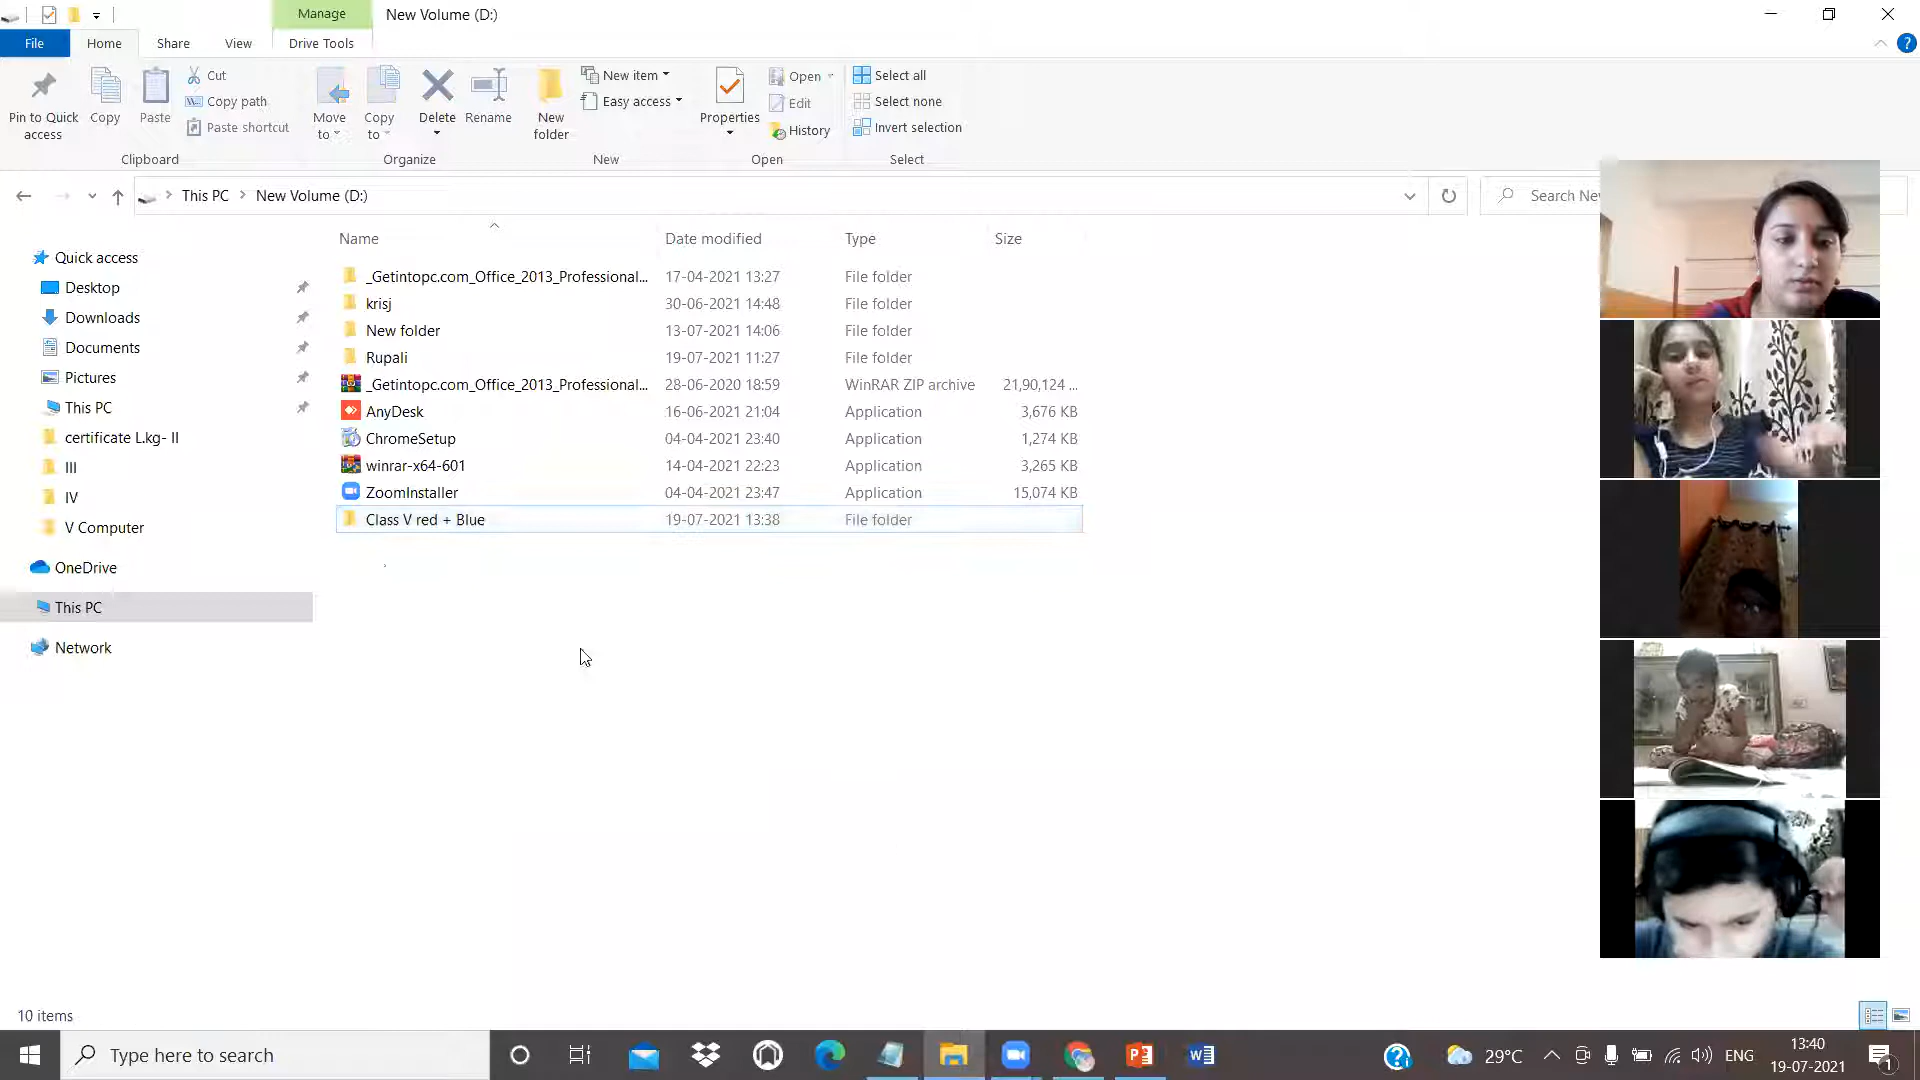 Manage
New Volume (D:)
File
Home
Share
View
Drive Tools
Pin to Quick access
Copy
Paste
Cut
Copy path
Paste shortcut
Clipboard
Move to
Copy to
Delete
Rename
Organize
New folder
New item
Easy access
New
Properties
Open
Edit
History
Open
Select all
Select none
Invert selection
Select
This PC
New Volume (D:)
Search Ne
Name Date modified Type Size
_Getintopc.com_Office_2013_Professional... 17-04-2021 13:27 File folder
krisj 30-06-2021 14:48 File folder
New folder 13-07-2021 14:06 File folder
Rupali 19-07-2021 11:27 File folder
_Getintopc.com_Office_2013_Professional... 28-06-2020 18:59 WinRAR ZIP archive 21,90,124 ...
AnyDesk 16-06-2021 21:04 Application 3,676 KB
ChromeSetup 04-04-2021 23:40 Application 1,274 KB
winrar-x64-601 14-04-2021 22:23 Application 3,265 KB
ZoomInstaller 04-04-2021 23:47 Application 15,074 KB
Class V red + Blue 19-07-2021 13:38 File folder
Quick access
Desktop
Downloads
Documents
Pictures
This PC
certificate L.kg- II
III
IV
V Computer
OneDrive
This PC
Network
10 items
Type here to search
29°C
ENG
13:40
19-07-2021
1